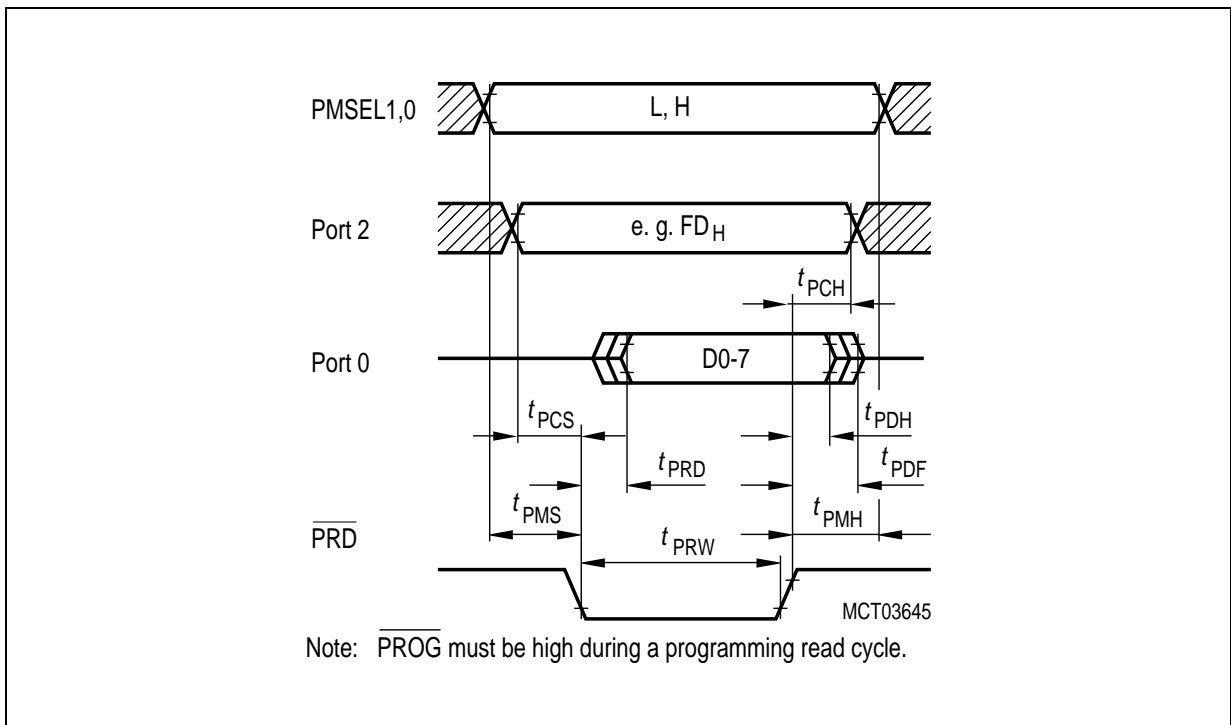 PMSEL1,0
L, H
Port 2
e. g. FD H
t PCH
Port 0
D0-7
t PCS
t PDH
t PRD
t PDF
t PMS
t PMH
PRD
t PRW
MCT03645
Note: PROG must be high during a programming read cycle.